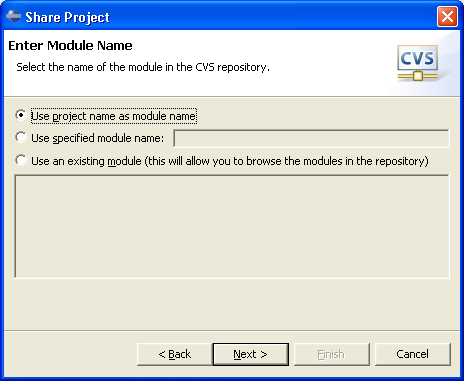 Share Project
Enter Module Name
Select the name of the module in the CVS repository.
CVS
Use project name as module name
Use specified module name:
Use an existing module (this will allow you to browse the modules in the repository)
< Back Next > Finish Cancel